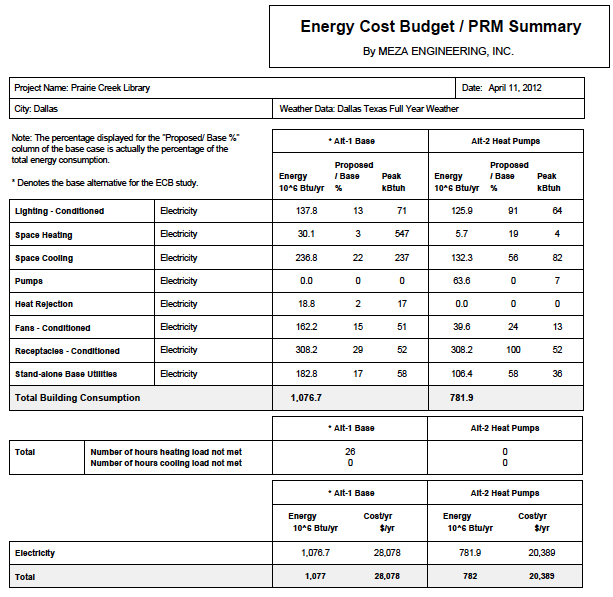 Energy Cost Budget / PRM Summary
By MEZA ENGINEERING, INC.
Project Name: Prairie Creek Library Date: April 11, 2012
City: Dallas Weather Data: Dallas Texas Full Year Weather
Note: The percentage displayed for the "Proposed/ Base %"
column of the base case is actually the percentage of the
total energy consumption.
* Denotes the base alternative for the ECB study.
* Alt-1 Base Alt-2 Heat Pumps
Proposed Proposed
Energy / Base Peak Energy / Base Peak
10^6 Btu/yr % kBtuh 10^6 Btu/yr % kBtuh
Lighting - Conditioned Electricity 137.8 13 71 125.9 91 64
Space Heating Electricity 30.1 3 547 5.7 19 4
Space Cooling Electricity 236.8 22 237 132.3 56 82
Pumps Electricity 0.0 0 0 63.6 0 7
Heat Rejection Electricity 18.8 2 17 0.0 0 0
Fans - Conditioned Electricity 162.2 15 51 39.6 24 13
Receptacles - Conditioned Electricity 308.2 29 52 308.2 100 52
Stand-alone Base Utilities Electricity 182.8 17 58 106.4 58 36
Total Building Consumption 1,076.7 781.9
* Alt-1 Base Alt-2 Heat Pumps
Total Number of hours heating load not met 26 0
Number of hours cooling load not met 0 0
* Alt-1 Base Alt-2 Heat Pumps
Energy Cost/yr Energy Cost/yr
10^6 Btu/yr $/yr 10^6 Btu/yr $/yr
Electricity 1,076.7 28,078 781.9 20,389
Total 1,077 28,078 782 20,389